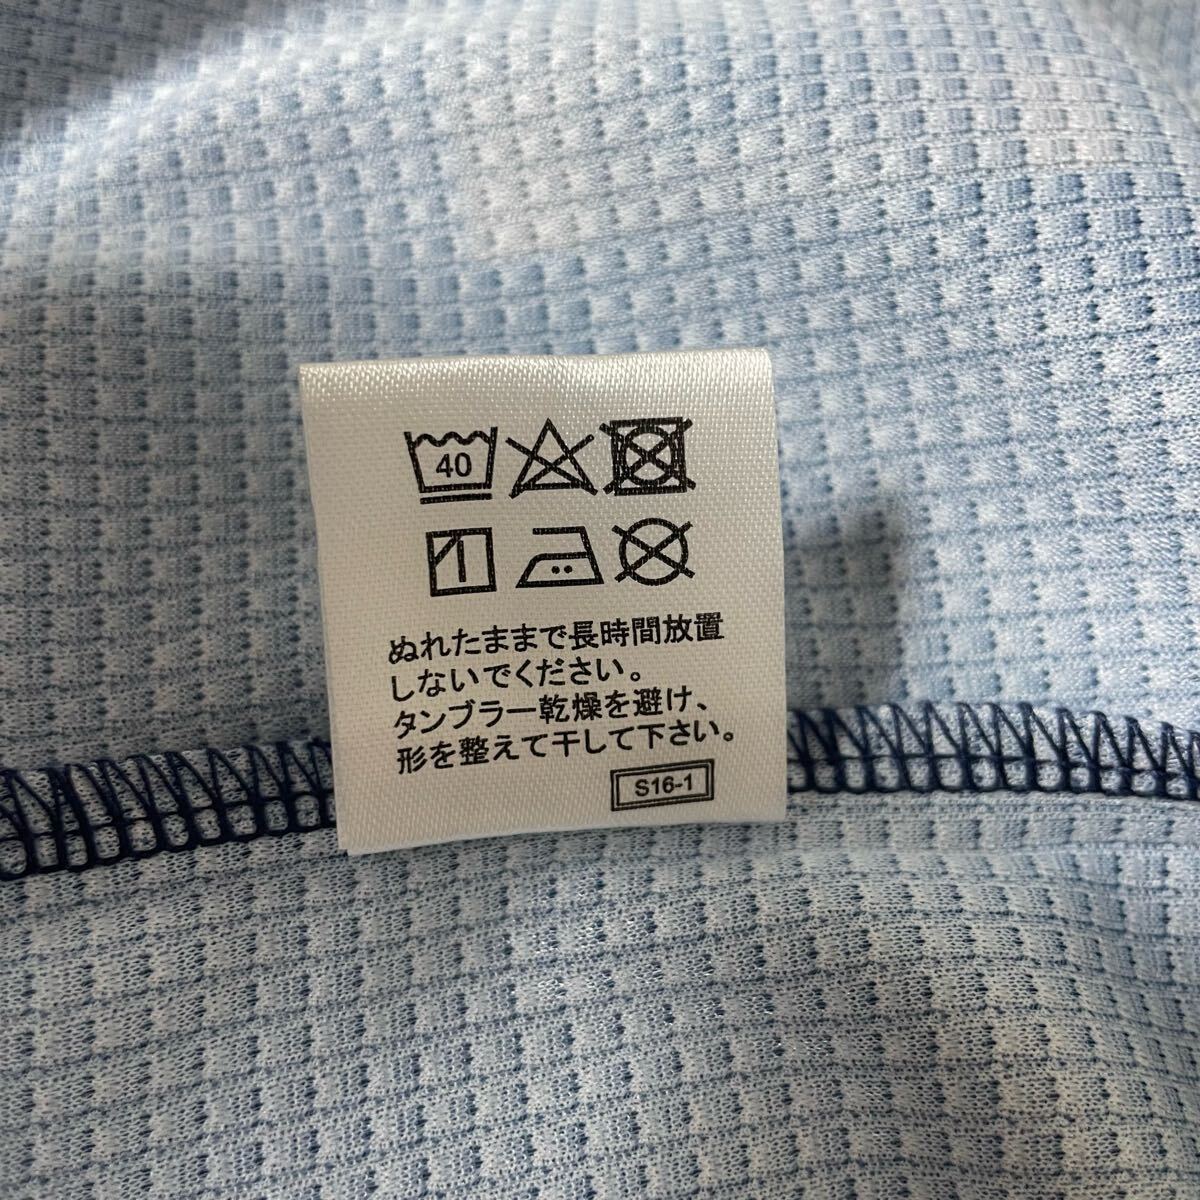 40
ぬれたままで長時間放置
しないでください。
タンブラー乾燥を避け、
形を整えて干して下さい。
S16-1